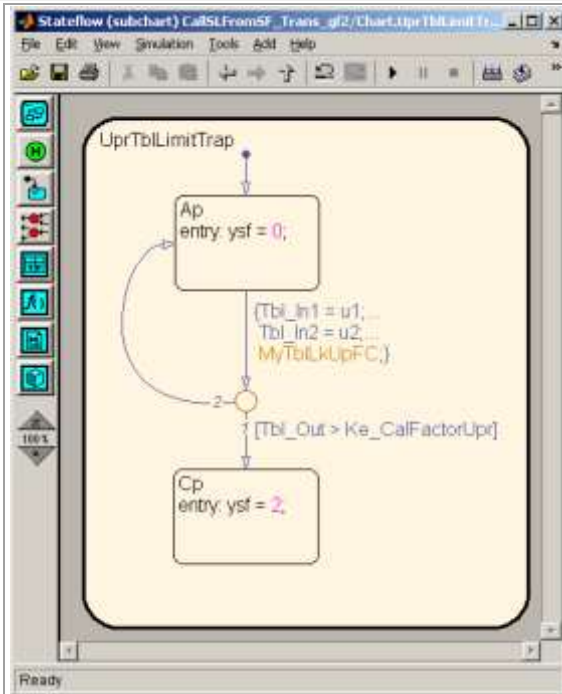 Stateflow (subchart) CallSLFromSF_Trans_gl2/Chart.UprTblLimitTr...
File Edit View Simulation Tools Add Help
UprTblLimitTrap
Ap
entry: ysf = 0;
{Tbl_In1 = u1;...
Tbl_In2 = u2;...
MyTblLkUpFC;}
2
1
[Tbl_Out > Ke_CalFactorUpr]
100%
Cp
entry: ysf = 2;
Ready